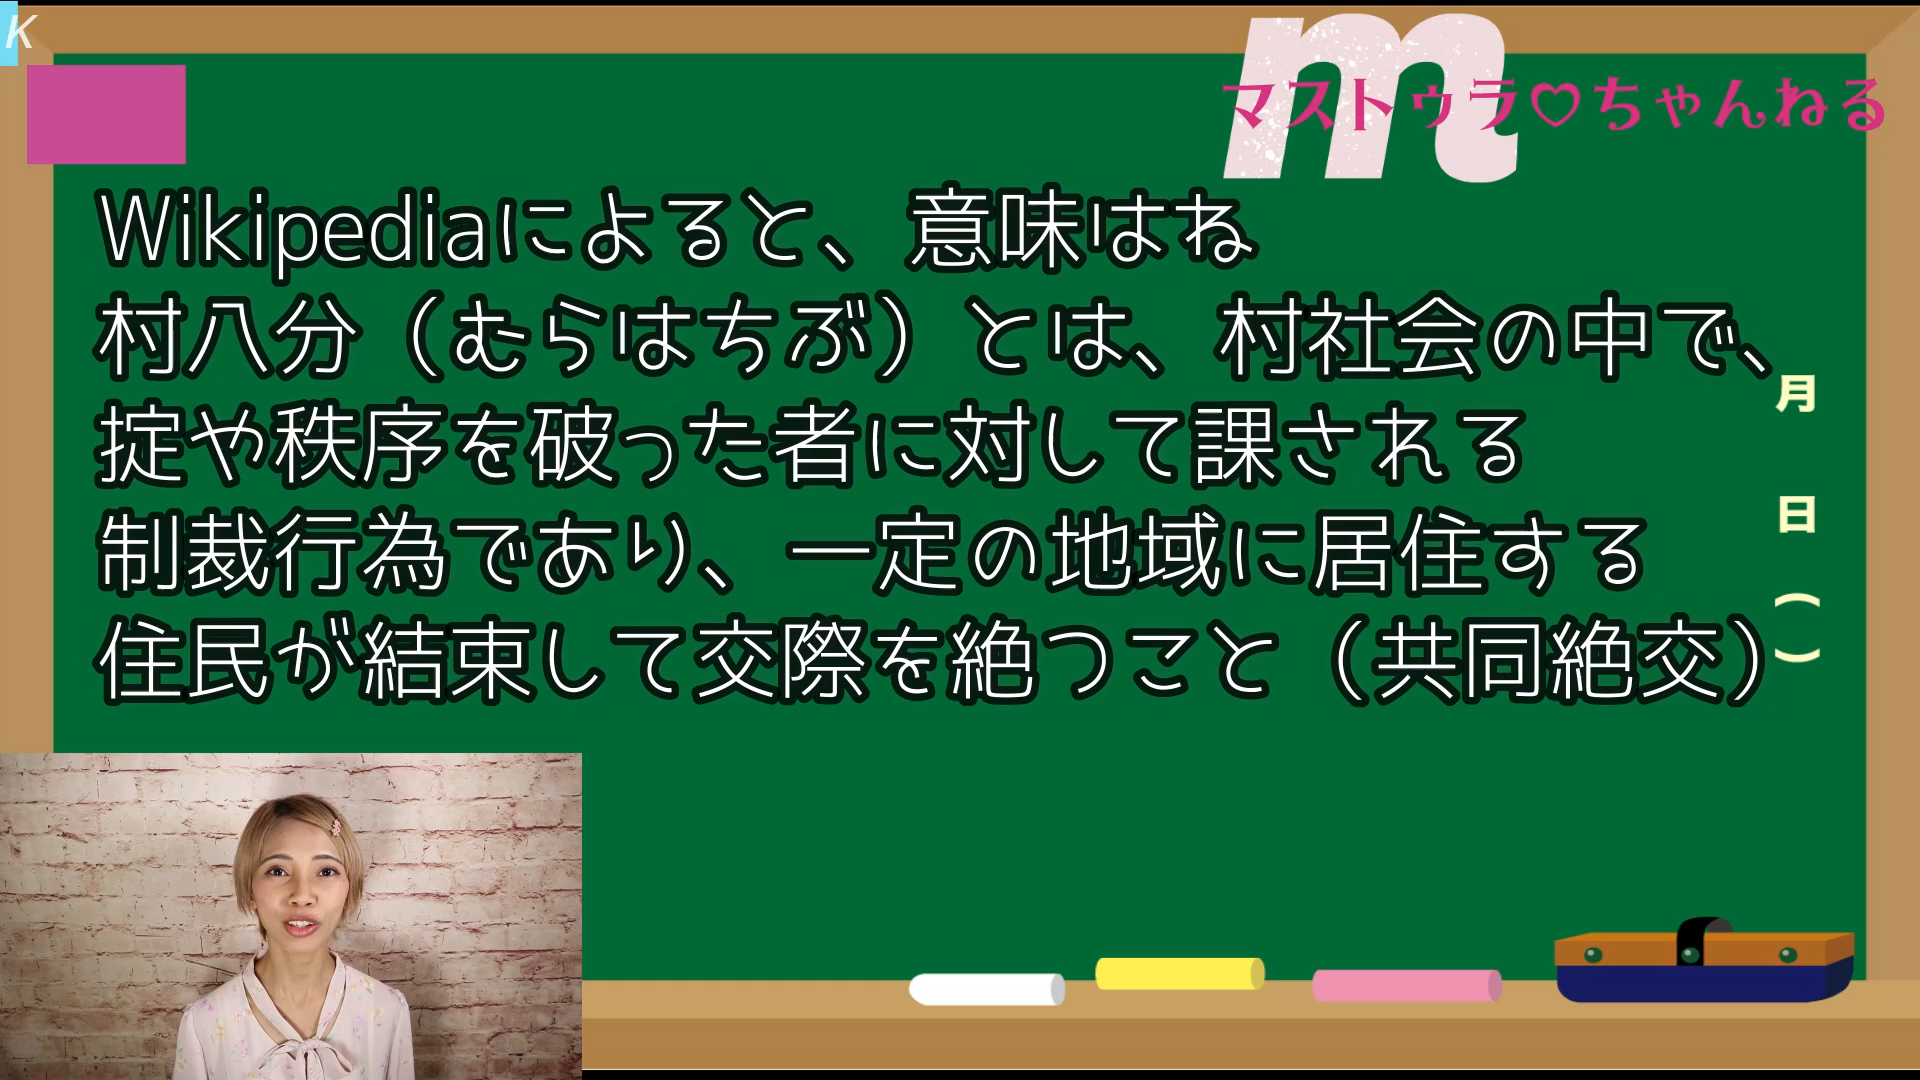 K
m
マストゥラ♡ちゃんねる
Wikipediaによると、意味はね
村八分（むらはちぶ）とは、村社会の中で、
掟や秩序を破った者に対して課される
制裁行為であり、一定の地域に居住する
住民が結束して交際を絶つこと（共同絶交）
月 日（ ）